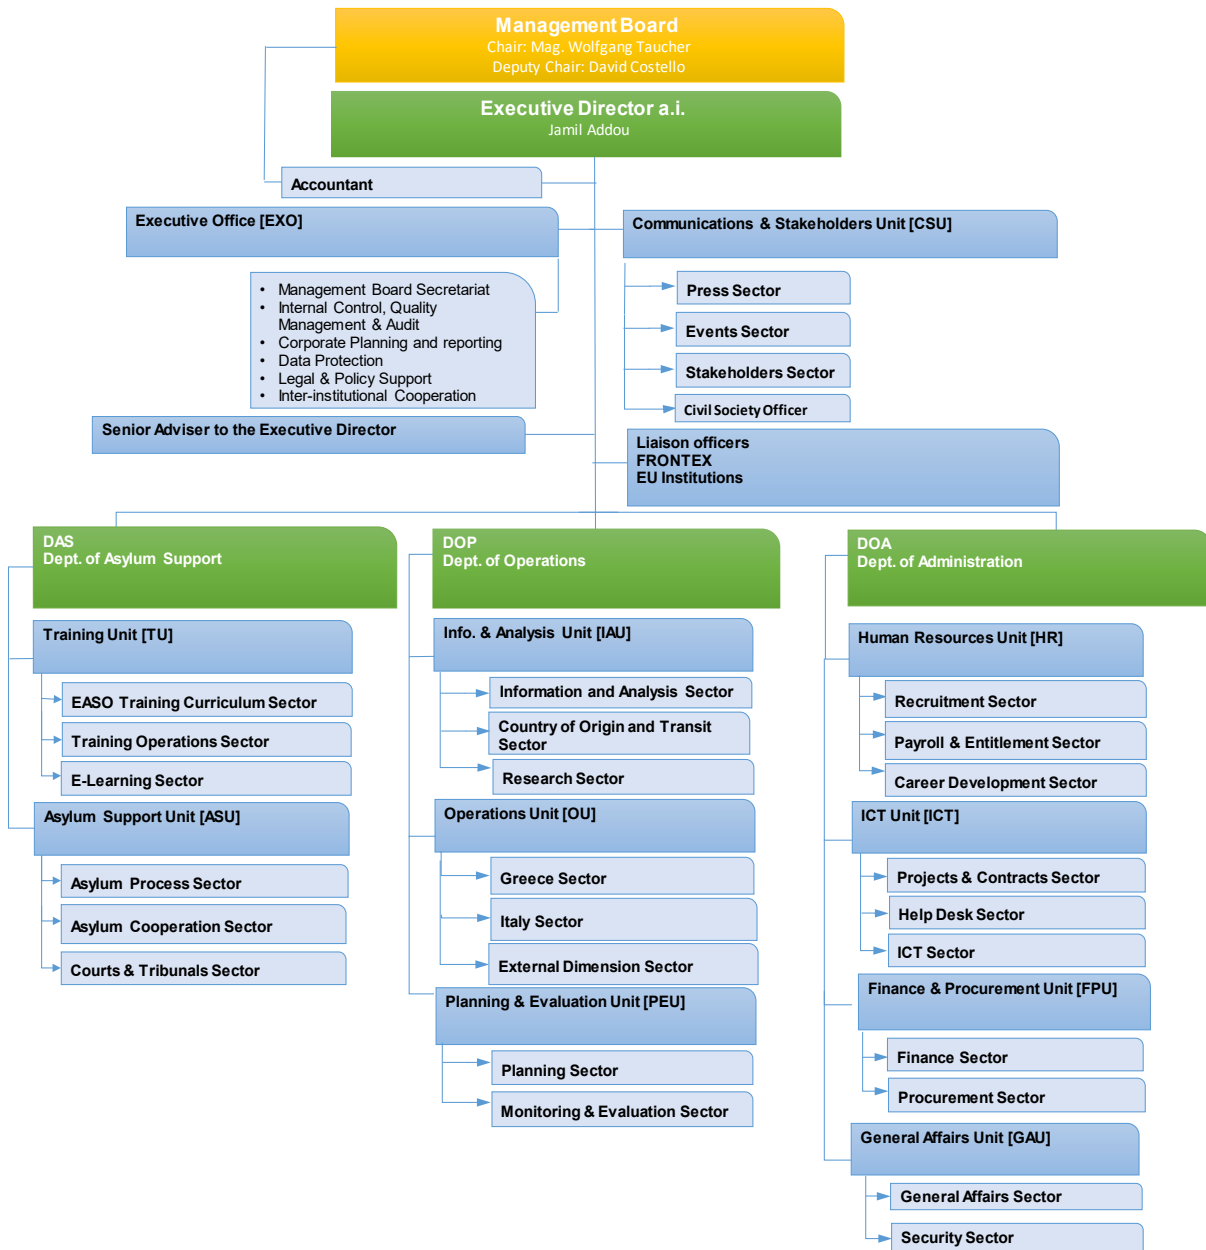 Management Board
Chair: Mag. Wolfgang Taucher
Deputy Chair: David Costello
Executive Director a.i.
Jamil Addou
Accountant
Executive Office [EXO]
• Management Board Secretariat
• Internal Control, Quality
Management & Audit
• Corporate Planning and reporting
• Data Protection
• Legal & Policy Support
• Inter-institutional Cooperation
Communications & Stakeholders Unit [CSU]
Press Sector
Events Sector
Stakeholders Sector
Civil Society Officer
Senior Adviser to the Executive Director
Liaison officers
FRONTEX
EU Institutions
DAS
Dept. of Asylum Support
Training Unit [TU]
EASO Training Curriculum Sector
Training Operations Sector
E-Learning Sector
Asylum Support Unit [ASU]
Asylum Process Sector
Asylum Cooperation Sector
Courts & Tribunals Sector
DOP
Dept. of Operations
Info. & Analysis Unit [IAU]
Information and Analysis Sector
Country of Origin and Transit
Sector
Research Sector
Operations Unit [OU]
Greece Sector
Italy Sector
External Dimension Sector
Planning & Evaluation Unit [PEU]
Planning Sector
Monitoring & Evaluation Sector
DOA
Dept. of Administration
Human Resources Unit [HR]
Recruitment Sector
Payroll & Entitlement Sector
Career Development Sector
ICT Unit [ICT]
Projects & Contracts Sector
Help Desk Sector
ICT Sector
Finance & Procurement Unit [FPU]
Finance Sector
Procurement Sector
General Affairs Unit [GAU]
General Affairs Sector
Security Sector